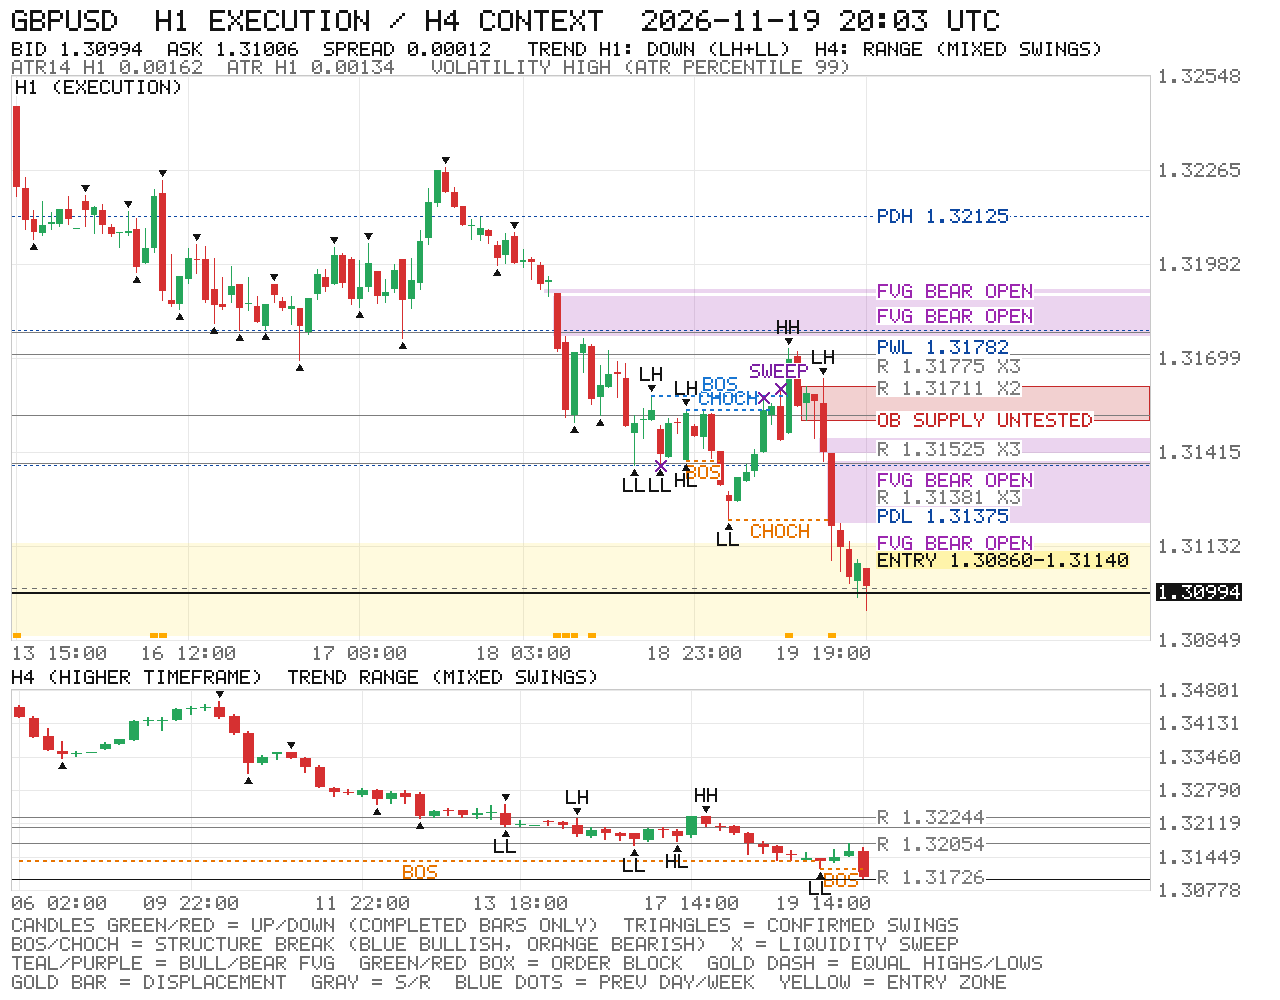 GBPUSD  H1 EXECUTION / H4 CONTEXT  2026-11-19 20:03 UTC
BID 1.30994  ASK 1.31006  SPREAD 0.00012  TREND H1: DOWN (LH+LL)  H4: RANGE (MIXED SWINGS)
ATR14 H1 0.00162  ATR H1 0.00134  VOLATILITY HIGH (ATR PERCENTILE 99)
1.32548
H1 (EXECUTION)
1.32265
PDH 1.32125
1.31982
FVG BEAR OPEN
FVG BEAR OPEN
HH
PWL 1.31782
LH
1.31699
R 1.31775 X3
SWEEP
LH
LH
BOS
R 1.31711 X2
CHOCH
OB SUPPLY UNTESTED
R 1.31525 X3
1.31415
BOS
FVG BEAR OPEN
LL
LL
HL
R 1.31381 X3
PDL 1.31375
CHOCH
LL
FVG BEAR OPEN
1.31132
ENTRY 1.30860-1.31140
1.30994
1.30849
13 15:00
16 12:00
17 08:00
18 03:00
18 23:00
19 19:00
H4 (HIGHER TIMEFRAME)  TREND RANGE (MIXED SWINGS)
1.34801
1.34131
1.33460
1.32790
LH
HH
R 1.32244
1.32119
LL
R 1.32054
1.31449
LL
HL
BOS
R 1.31726
BOS
LL
1.30778
06 02:00
09 22:00
11 22:00
13 18:00
17 14:00
19 14:00
CANDLES GREEN/RED = UP/DOWN (COMPLETED BARS ONLY)  TRIANGLES = CONFIRMED SWINGS
BOS/CHOCH = STRUCTURE BREAK (BLUE BULLISH, ORANGE BEARISH)  X = LIQUIDITY SWEEP
TEAL/PURPLE = BULL/BEAR FVG  GREEN/RED BOX = ORDER BLOCK  GOLD DASH = EQUAL HIGHS/LOWS
GOLD BAR = DISPLACEMENT  GRAY = S/R  BLUE DOTS = PREV DAY/WEEK  YELLOW = ENTRY ZONE